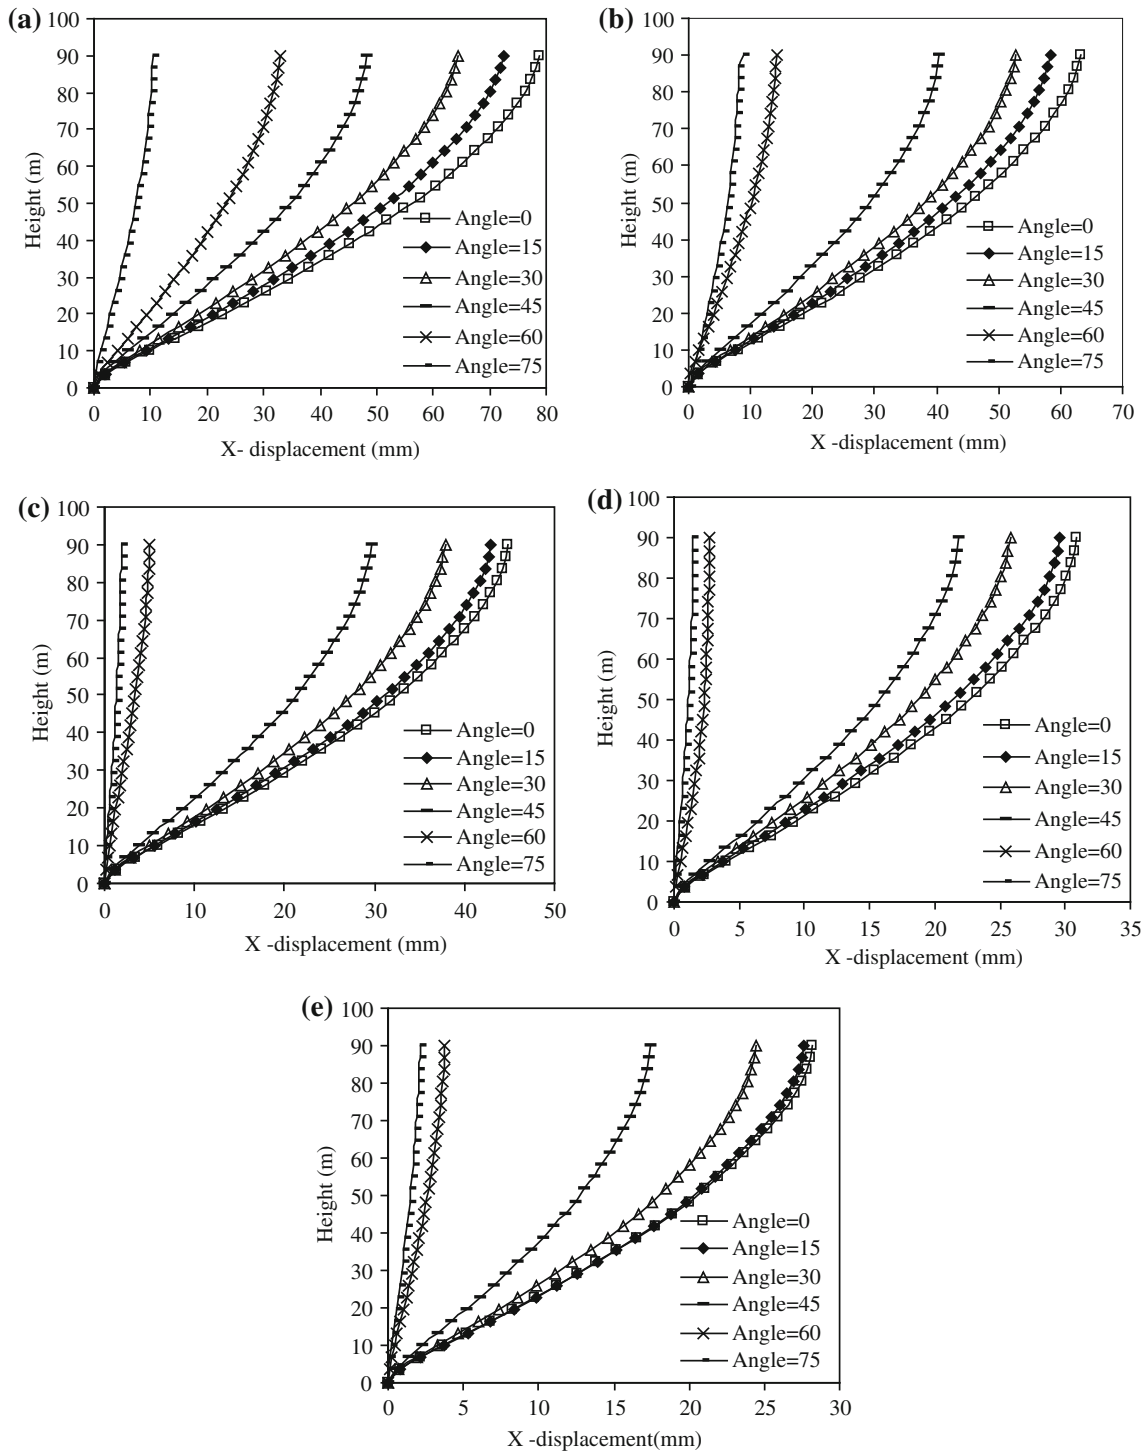 (a)
100
90
80
70
60
50
40
30
20
10
0
Height (m)
0 10 20 30 40 50 60 70 80
X- displacement (mm)
Angle=0
Angle=15
Angle=30
Angle=45
Angle=60
Angle=75
(b)
100
90
80
70
60
50
40
30
20
10
0
Height (m)
0 10 20 30 40 50 60 70
X -displacement (mm)
Angle=0
Angle=15
Angle=30
Angle=45
Angle=60
Angle=75
(c)
100
90
80
70
60
50
40
30
20
10
0
Height (m)
0 10 20 30 40 50
X -displacement (mm)
Angle=0
Angle=15
Angle=30
Angle=45
Angle=60
Angle=75
(d)
100
90
80
70
60
50
40
30
20
10
0
Height (m)
0 5 10 15 20 25 30 35
X -displacement (mm)
Angle=0
Angle=15
Angle=30
Angle=45
Angle=60
Angle=75
(e)
100
90
80
70
60
50
40
30
20
10
0
Height (m)
0 5 10 15 20 25 30
X -displacement(mm)
Angle=0
Angle=15
Angle=30
Angle=45
Angle=60
Angle=75